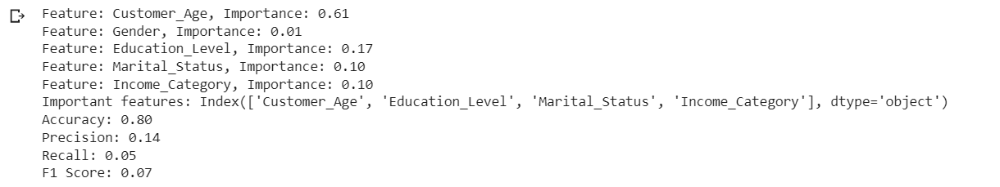 Feature: Customer_Age, Importance: 0.61
Feature: Gender, Importance: 0.01
Feature: Education_Level, Importance: 0.17
Feature: Marital_Status, Importance: 0.10
Feature: Income_Category, Importance: 0.10
Important features: Index(['Customer_Age', 'Education_Level', 'Marital_Status', 'Income_Category'], dtype='object')
Accuracy: 0.80
Precision: 0.14
Recall: 0.05
F1 Score: 0.07